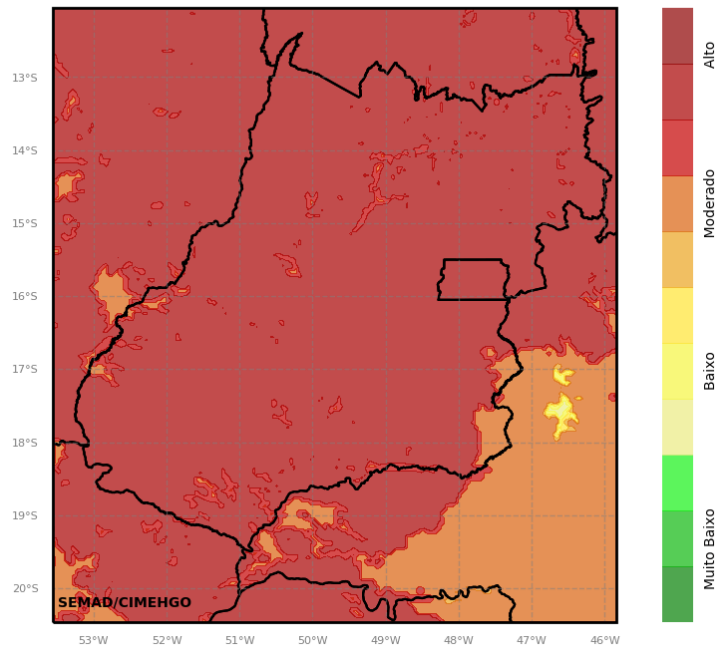 13°S
14°S
15°S
16°S
17°S
18°S
19°S
20°S
SEMAD/CIMEHGO
53°W
52°W
51°W
50°W
49°W
48°W
47°W
46°W
Alto
Moderado
Baixo
Muito Baixo